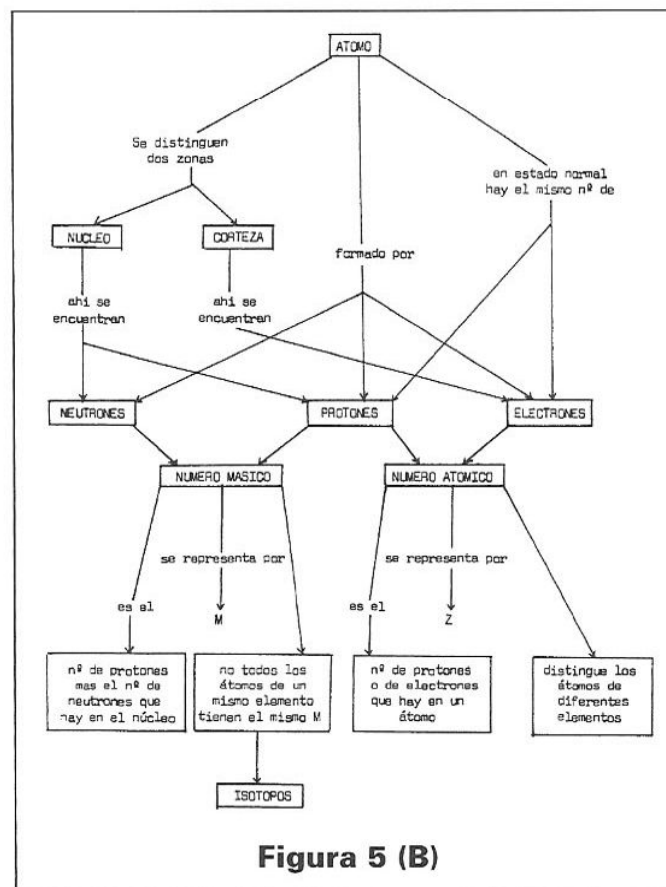 ATOMO
Se distinguen
dos zonas
en estado normal
hay el mismo nº de
NUCLEO
CORTEZA
formado por
ahi se
encuentran
ahi se
encuentran
NEUTRONES
PROTONES
ELECTRONES
NUMERO MASICO
NUMERO ATOMICO
se representa por
se representa por
es el
M
es el
Z
nº de protones
mas el nº de
neutrones que
hay en el núcleo
no todos los
átomos de un
mismo elemento
tienen el mismo M
nº de protones
o de electrones
que hay en un
átomo
distingue los
átomos de
diferentes
elementos
ISOTOPOS
Figura 5 (B)